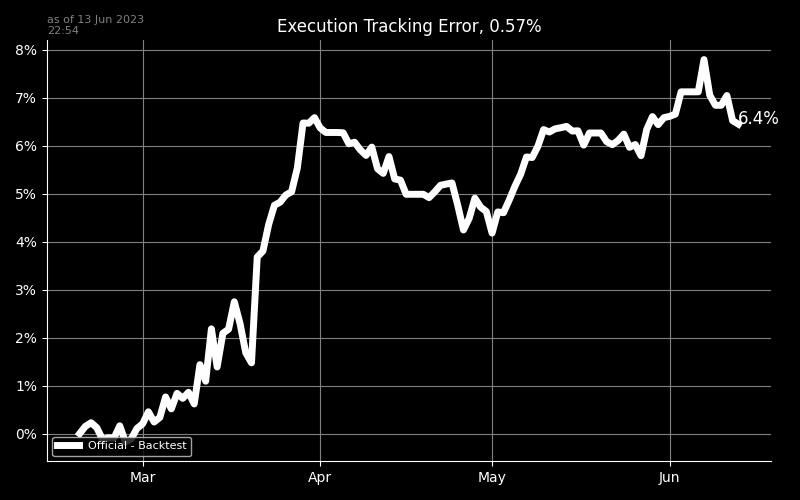 as of 13 Jun 2023
22:54
Execution Tracking Error, 0.57%
8%
7%
6.4%
6%
5%
4%
3%
2%
1%
0%
Official - Backtest
Mar
Apr
May
Jun